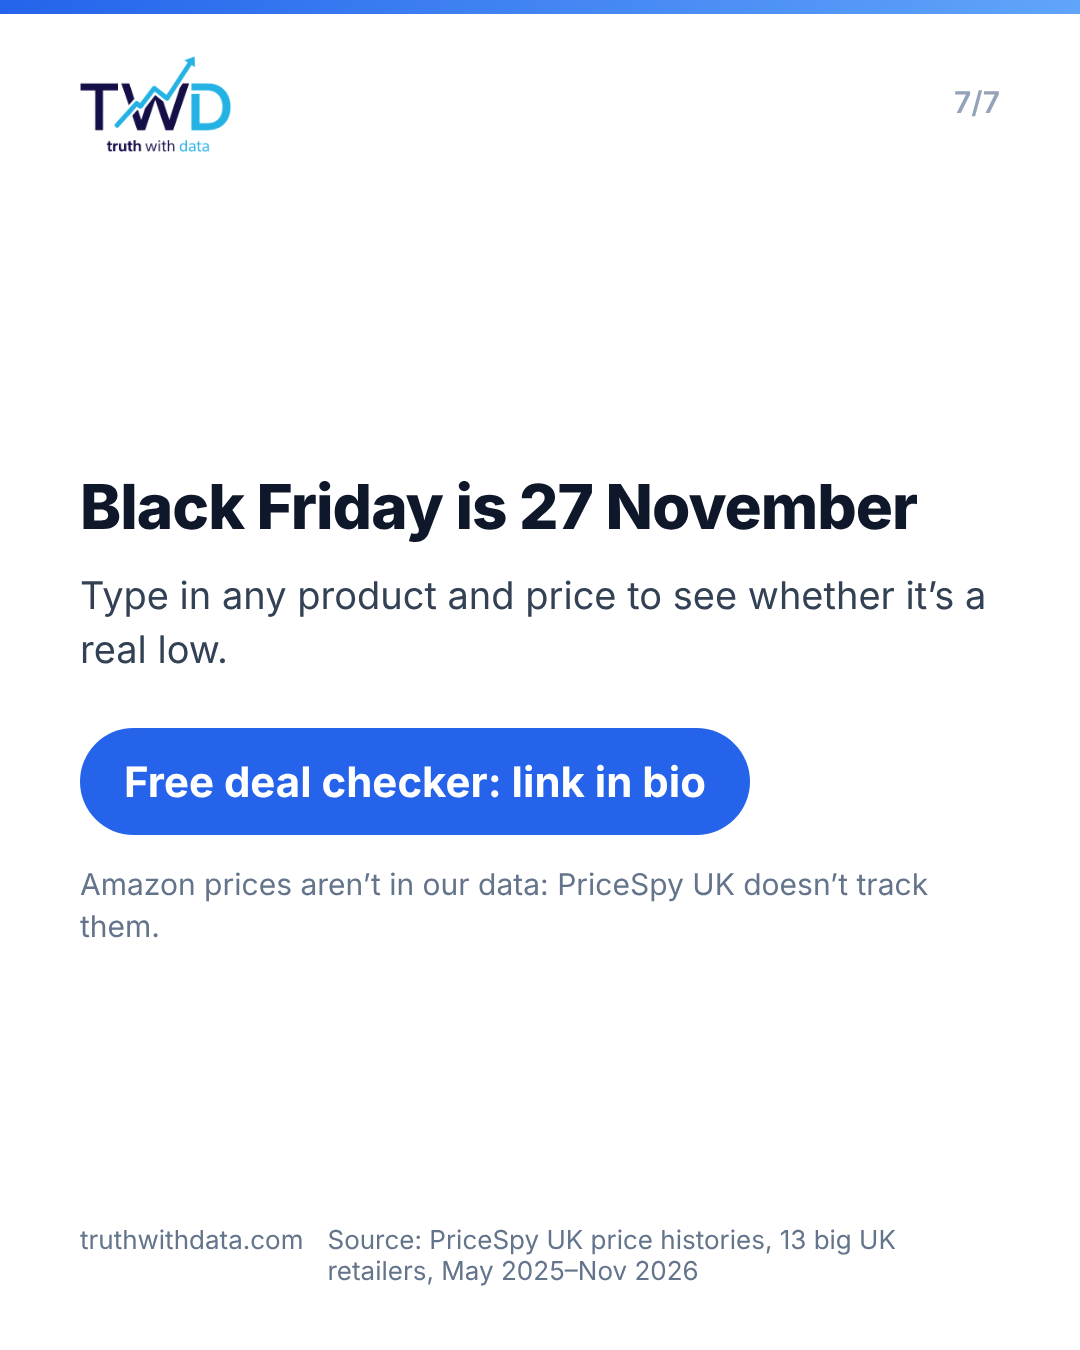 TWD
truth with data
7/7
Black Friday is 27 November
Type in any product and price to see whether it’s a
real low.
Free deal checker: link in bio
Amazon prices aren’t in our data: PriceSpy UK doesn’t track
them.
truthwithdata.com
Source: PriceSpy UK price histories, 13 big UK
retailers, May 2025–Nov 2026